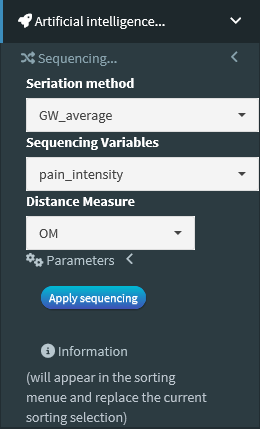 Artificial intelligence...
Sequencing...
Seriation method
GW_average
Sequencing Variables
pain_intensity
Distance Measure
OM
Parameters
Apply sequencing
Information
(will appear in the sorting
menue and replace the current
sorting selection)